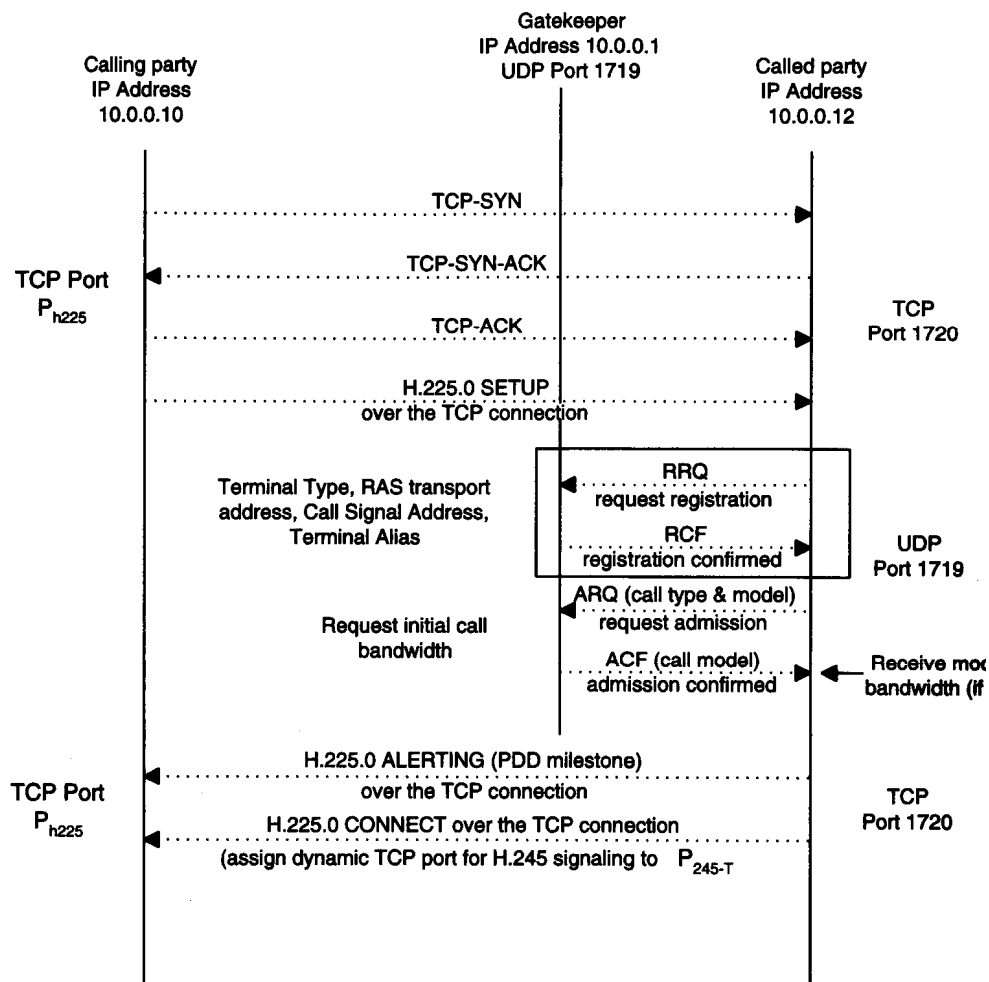 Gatekeeper
IP Address 10.0.0.1
UDP Port 1719
Calling party
IP Address
10.0.0.10
Called party
IP Address
10.0.0.12
TCP-SYN
TCP-SYN-ACK
TCP Port
Ph225
TCP-ACK
TCP
Port 1720
H.225.0 SETUP
over the TCP connection
Terminal Type, RAS transport
address, Call Signal Address,
Terminal Alias
RRQ
request registration
RCF
registration confirmed
UDP
Port 1719
ARQ (call type & model)
request admission
Request initial call
bandwidth
ACF (call model)
admission confirmed
Receive
bandwidth (if
H.225.0 ALERTING (PDD milestone)
over the TCP connection
TCP Port
Ph225
TCP
Port 1720
H.225.0 CONNECT over the TCP connection
(assign dynamic TCP port for H.245 signaling to P245-T